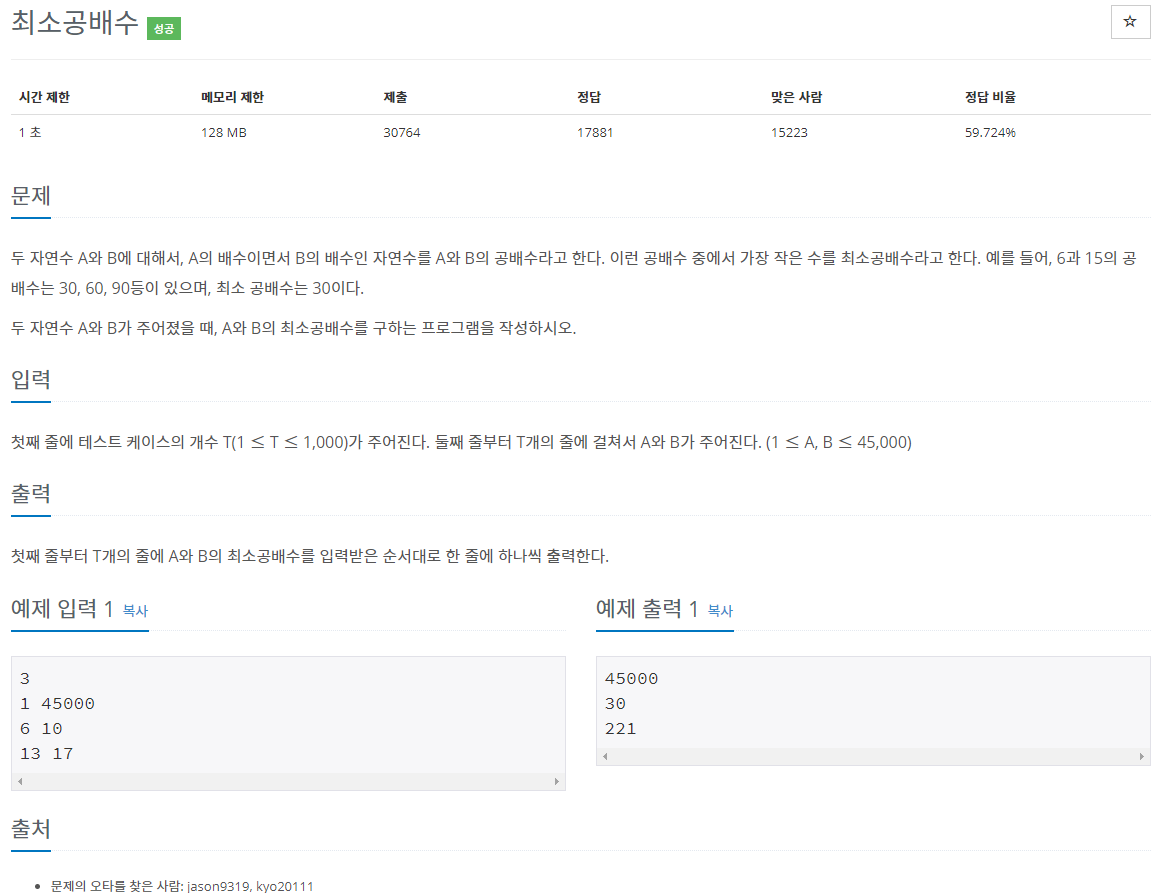 최소공배수 성공
☆
시간 제한 메모리 제한 제출 정답 맞은 사람 정답 비율
1 초 128 MB 30764 17881 15223 59.724%
문제
두 자연수 A와 B에 대해서, A의 배수이면서 B의 배수인 자연수를 A와 B의 공배수라고 한다. 이런 공배수 중에서 가장 작은 수를 최소공배수라고 한다. 예를 들어, 6과 15의 공
배수는 30, 60, 90등이 있으며, 최소 공배수는 30이다.
두 자연수 A와 B가 주어졌을 때, A와 B의 최소공배수를 구하는 프로그램을 작성하시오.
입력
첫째 줄에 테스트 케이스의 개수 T(1 ≤ T ≤ 1,000)가 주어진다. 둘째 줄부터 T개의 줄에 걸쳐서 A와 B가 주어진다. (1 ≤ A, B ≤ 45,000)
출력
첫째 줄부터 T개의 줄에 A와 B의 최소공배수를 입력받은 순서대로 한 줄에 하나씩 출력한다.
예제 입력 1 복사
3
1 45000
6 10
13 17
예제 출력 1 복사
45000
30
221
출처
문제의 오타를 찾은 사람: jason9319, kyo20111